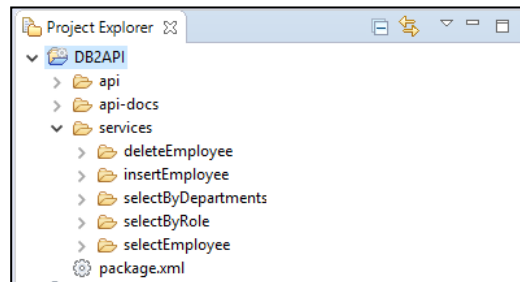 Project Explorer
DB2API
api
api-docs
services
deleteEmployee
insertEmployee
selectByDepartments
selectByRole
selectEmployee
package.xml